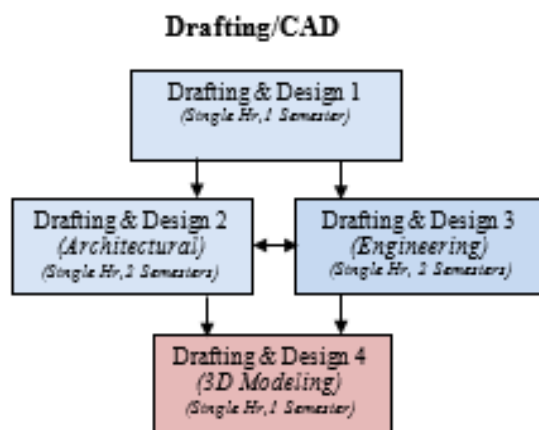 Drafting/CAD
Drafting & Design 1
(Single Hr,1 Semester)
Drafting & Design 2
(Architectural)
(Single Hr,2 Semesters)
Drafting & Design 3
(Engineering)
(Single Hr, 2 Semesters)
Drafting & Design 4
(3D Modeling)
(Single Hr,1 Semester)